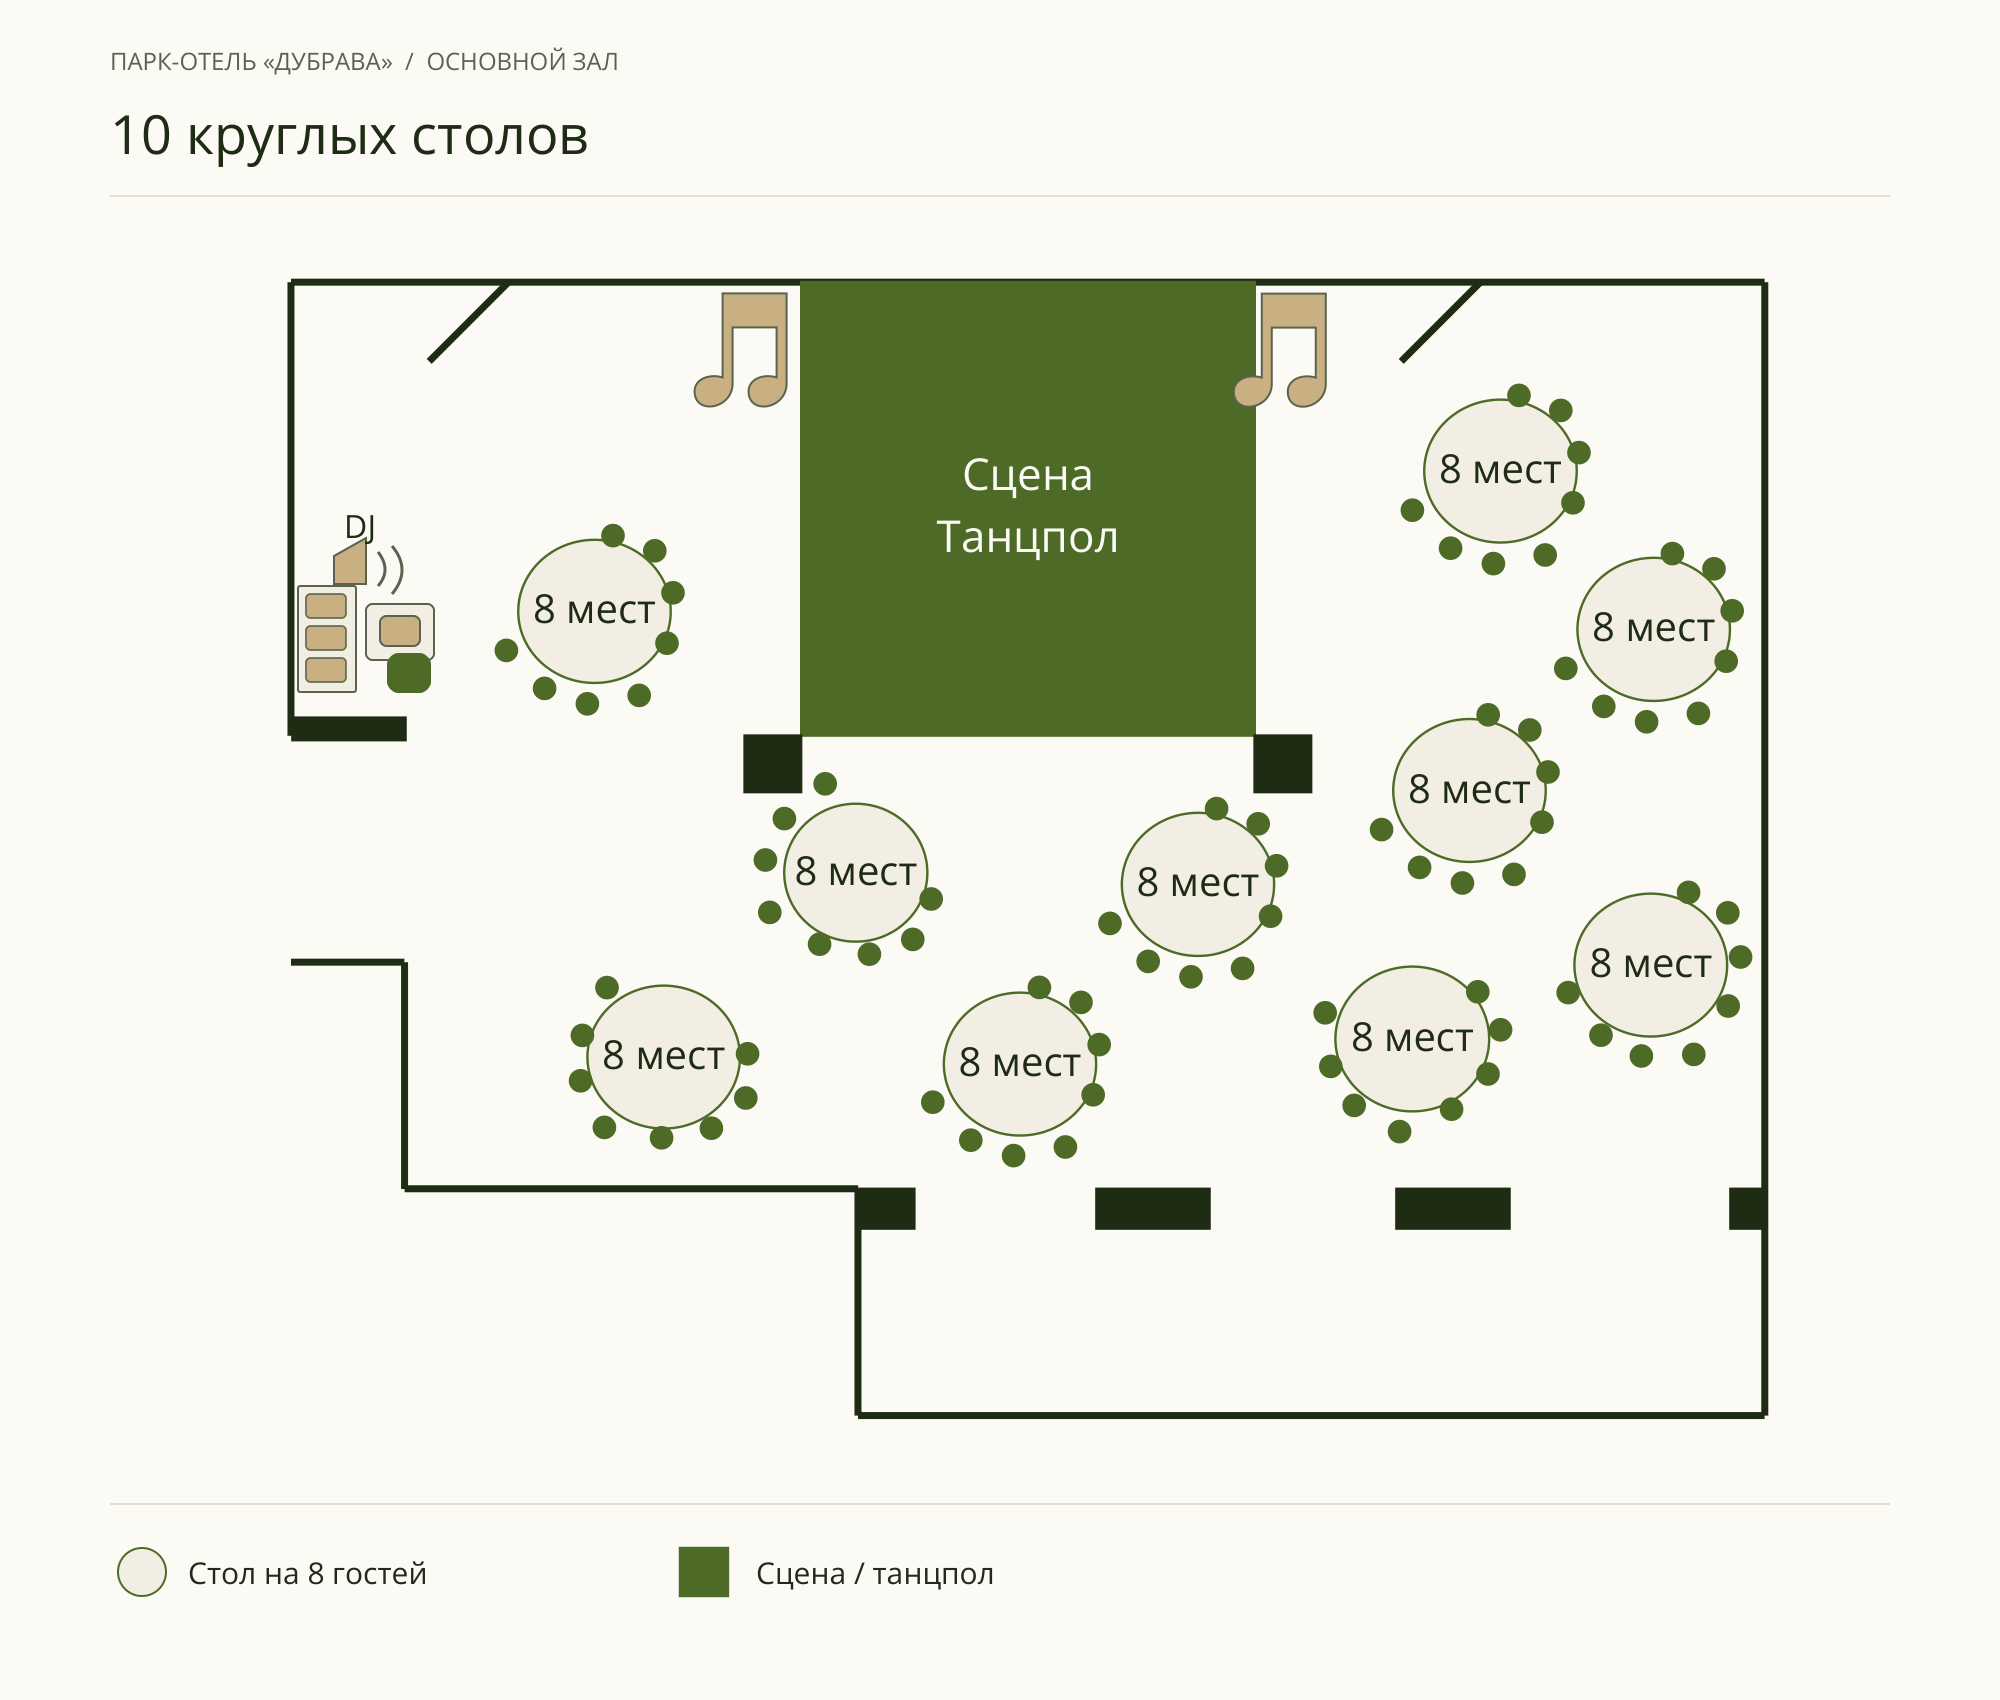 ПАРК-ОТЕЛЬ «ДУБРАВА» / ОСНОВНОЙ ЗАЛ
10 круглых столов
Сцена
Танцпол
8 мест
DJ
8 мест
8 мест
8 мест
8 мест
8 мест
8 мест
8 мест
8 мест
8 мест
Стол на 8 гостей
Сцена / танцпол